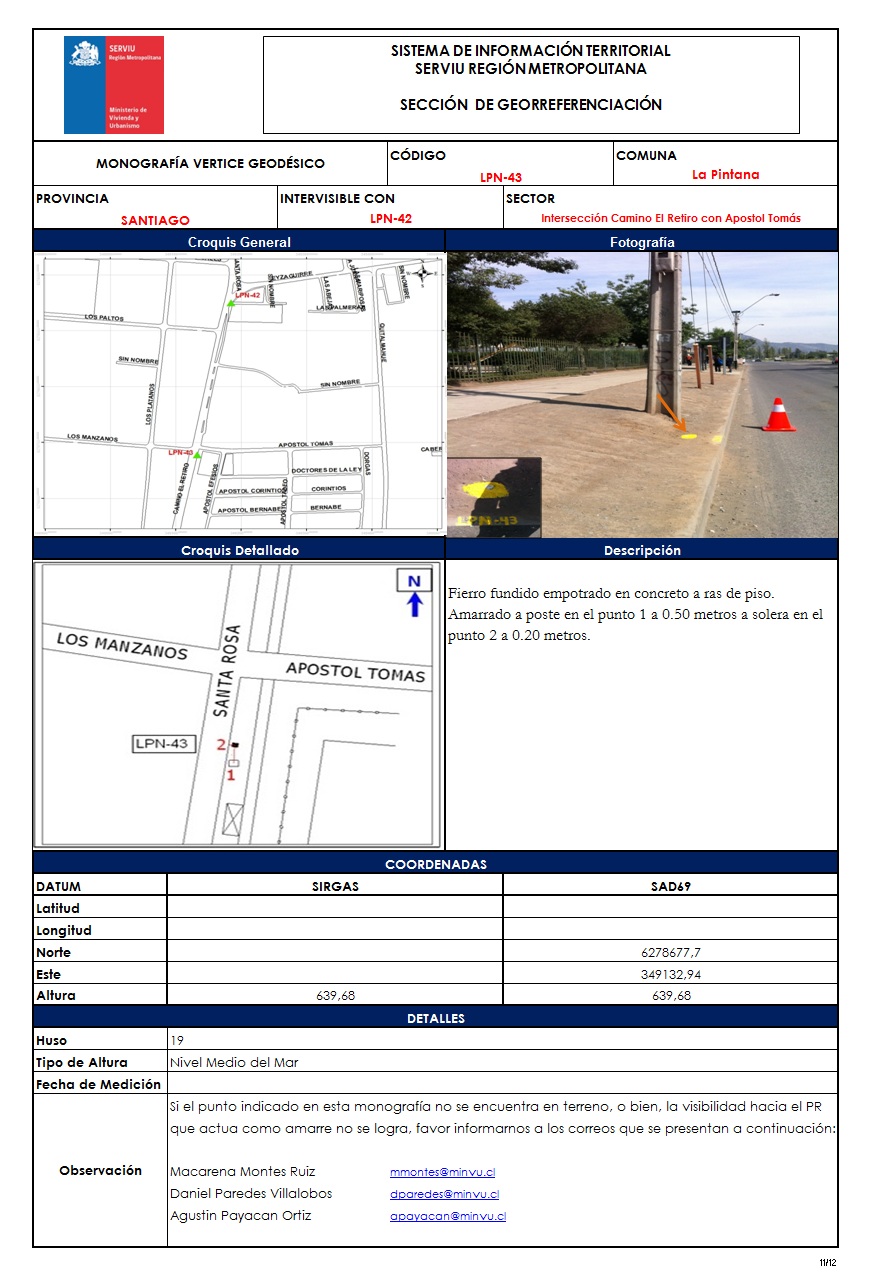 SERVIU
Región Metropolitana
Ministerio de
Vivienda y
Urbanismo
SISTEMA DE INFORMACIÓN TERRITORIAL
SERVIU REGIÓN METROPOLITANA
SECCIÓN DE GEORREFERENCIACIÓN
MONOGRAFÍA VERTICE GEODÉSICO
CÓDIGO
LPN-43
COMUNA
La Pintana
PROVINCIA
SANTIAGO
INTERVISIBLE CON
LPN-42
SECTOR
Intersección Camino El Retiro con Apostol Tomás
Croquis General
Fotografía
SANTA ROSA
EYZAGUIRRE
SIN NOMBRE
SIN NOMBRE
LPN-42
LAS PALMERAS
LOS PALTOS
QUITALMAHUE
SIN NOMBRE
LOS PLATANOS
SIN NOMBRE
LOS MANZANOS
APOSTOL TOMAS
LPN-43
CAMINO EL RETIRO
APOSTOL EFESIOS
DOCTORES DE LA LEY
DORGAS
APOSTOL CORINTIOS
CORINTIOS
APOSTOL BERNABE
BERNABE
LPN-43
Croquis Detallado
Descripción
N
LOS MANZANOS
SANTA ROSA
APOSTOL TOMAS
LPN-43
2
1
Fierro fundido empotrado en concreto a ras de piso.
Amarrado a poste en el punto 1 a 0.50 metros a solera en el
punto 2 a 0.20 metros.
COORDENADAS
DATUM SIRGAS SAD69
Latitud
Longitud
Norte 6278677,7
Este 349132,94
Altura 639,68 639,68
DETALLES
Huso 19
Tipo de Altura Nivel Medio del Mar
Fecha de Medición
Observación
Si el punto indicado en esta monografía no se encuentra en terreno, o bien, la visibilidad hacia el PR
que actua como amarre no se logra, favor informarnos a los correos que se presentan a continuación:
Macarena Montes Ruiz mmontes@minvu.cl
Daniel Paredes Villalobos dparedes@minvu.cl
Agustin Payacan Ortiz apayacan@minvu.cl
11/12